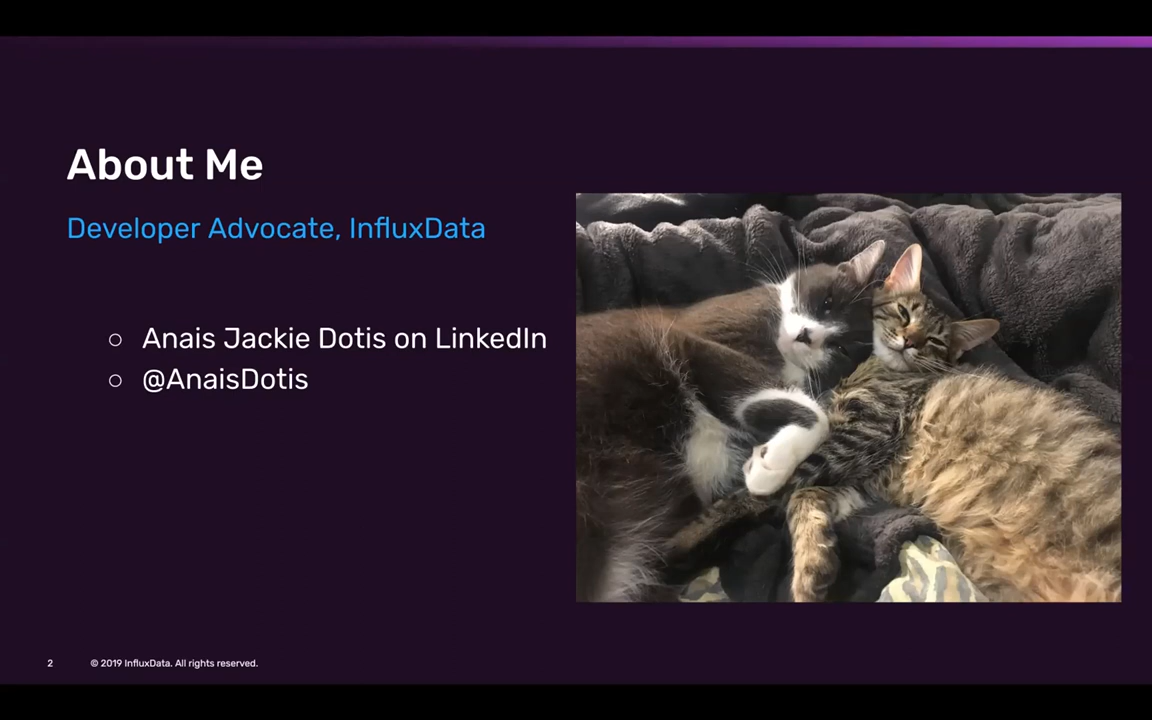 About Me
Developer Advocate, InfluxData
○ Anais Jackie Dotis on LinkedIn
○ @AnaisDotis
2
© 2019 InfluxData. All rights reserved.